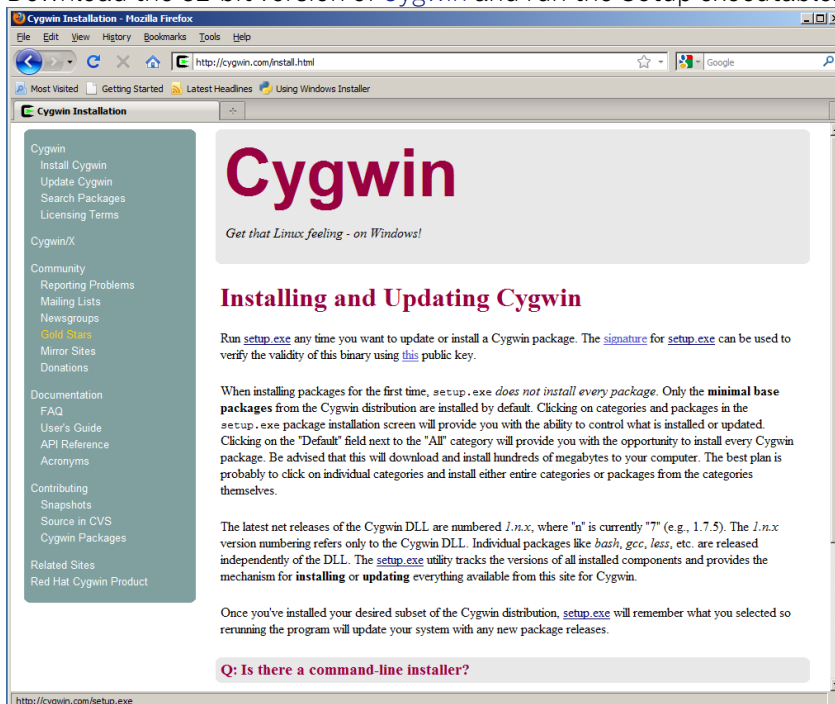 Download the 32-bit version of Cygwin and run the Setup executable.
Cygwin Installation - Mozilla Firefox
File Edit View History Bookmarks Tools Help
http://cygwin.com/install.html
Google
Most Visited Getting Started Latest Headlines Using Windows Installer
Cygwin Installation
Cygwin
Install Cygwin
Update Cygwin
Search Packages
Licensing Terms
Cygwin/X
Community
Reporting Problems
Mailing Lists
Newsgroups
Gold Stars
Mirror Sites
Donations
Documentation
FAQ
User's Guide
API Reference
Acronyms
Contributing
Snapshots
Source in CVS
Cygwin Packages
Related Sites
Red Hat Cygwin Product
Cygwin
Get that Linux feeling - on Windows!
Installing and Updating Cygwin
Run setup.exe any time you want to update or install a Cygwin package. The signature for setup.exe can be used to
verify the validity of this binary using this public key.
When installing packages for the first time, setup.exe does not install every package. Only the minimal base
packages from the Cygwin distribution are installed by default. Clicking on categories and packages in the
setup.exe package installation screen will provide you with the ability to control what is installed or updated.
Clicking on the "Default" field next to the "All" category will provide you with the opportunity to install every Cygwin
package. Be advised that this will download and install hundreds of megabytes to your computer. The best plan is
probably to click on individual categories and install either entire categories or packages from the categories
themselves.
The latest net releases of the Cygwin DLL are numbered 1.n.x, where "n" is currently "7" (e.g., 1.7.5). The 1.n.x
version numbering refers only to the Cygwin DLL. Individual packages like bash, gcc, less, etc. are released
independently of the DLL. The setup.exe utility tracks the versions of all installed components and provides the
mechanism for installing or updating everything available from this site for Cygwin.
Once you've installed your desired subset of the Cygwin distribution, setup.exe will remember what you selected so
rerunning the program will update your system with any new package releases.
Q: Is there a command-line installer?
http://cygwin.com/setup.exe